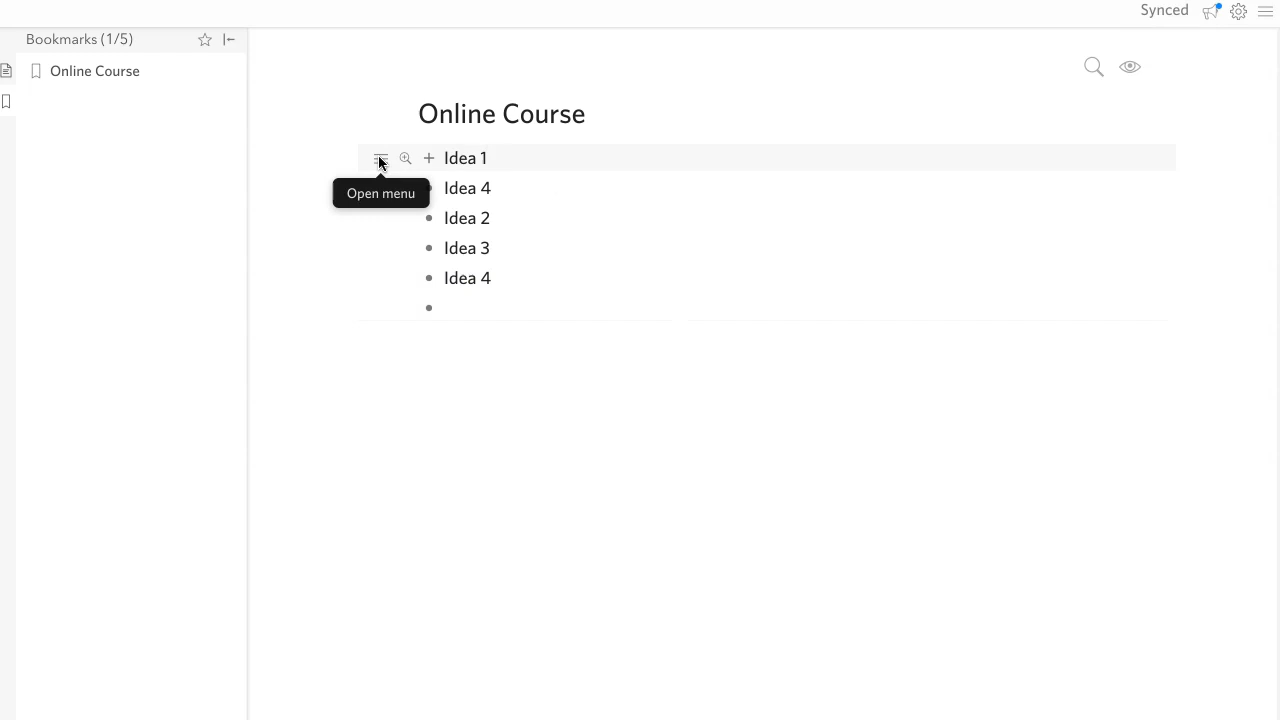 Synced
Bookmarks (1/5)
Online Course
Online Course
Idea 1
Open menu
Idea 4
Idea 2
Idea 3
Idea 4